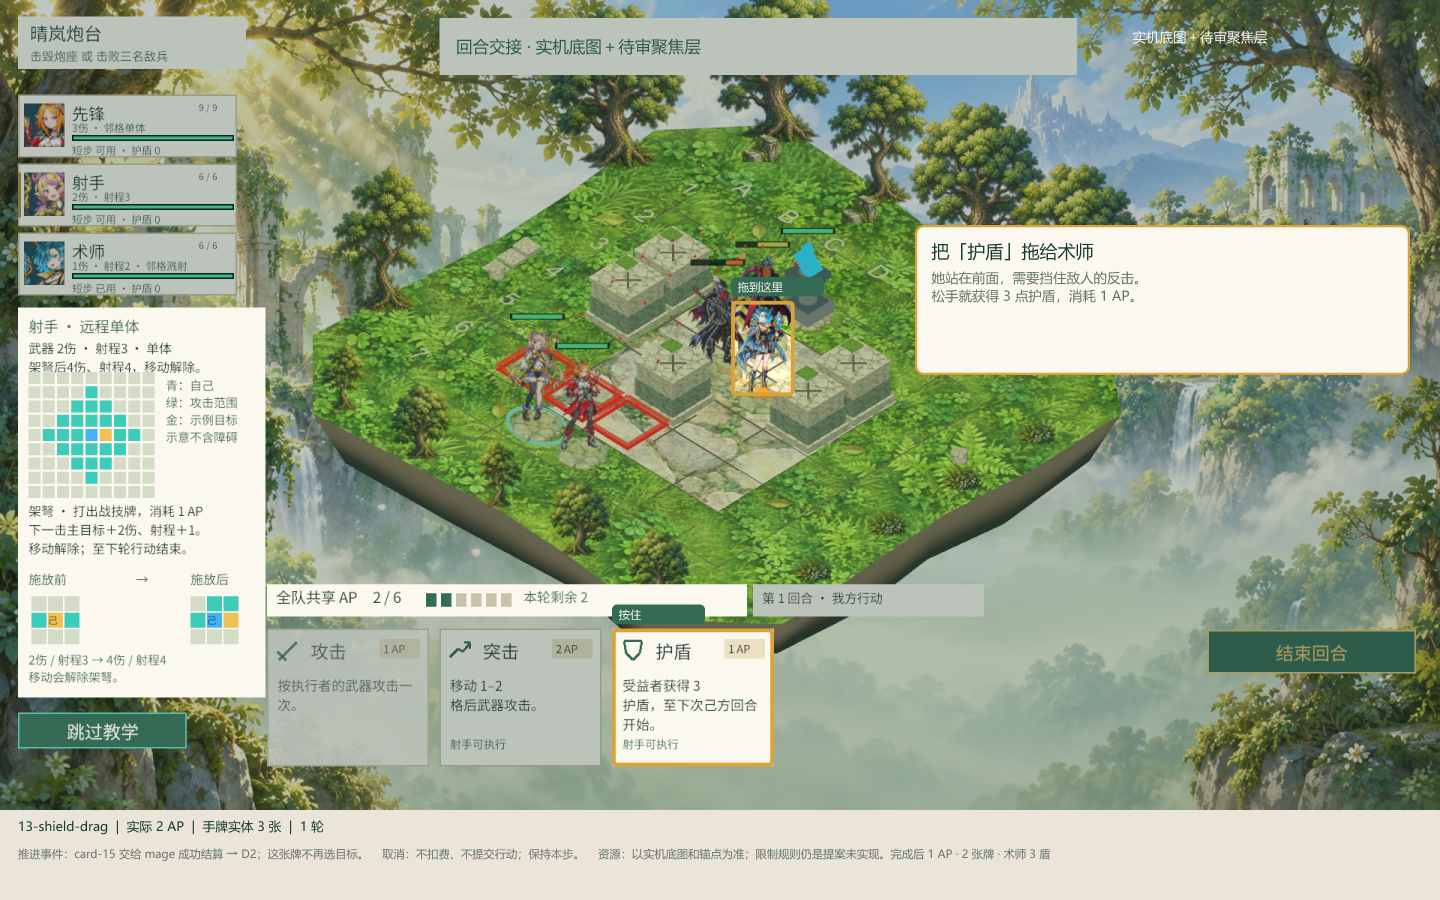 晴岚炮台
击毁炮座 或 击败三名敌兵
回合交接 · 实机底图 + 待审聚焦层
实机底图 + 待审聚焦层
先锋
9 / 9
3伤 · 邻格单体
短步 可用 · 护盾 0
射手
6 / 6
2伤 · 射程3
短步 可用 · 护盾 0
术师
6 / 6
1伤 · 射程2 · 邻格溅射
短步 已用 · 护盾 0
射手 · 远程单体
武器 2伤 · 射程3 · 单体
架弩后4伤、射程4，移动解除。
青：自己
绿：攻击范围
金：示例目标
示意不含障碍
架弩 · 打出战技牌，消耗 1 AP
下一击主目标＋2伤、射程＋1。
移动解除；至下轮行动结束。
施放前 → 施放后
己 己
2伤 / 射程3 → 4伤 / 射程4
移动会解除架弩。
跳过教学
拖到这里
把「护盾」拖给术师
她站在前面，需要挡住敌人的反击。
松手就获得 3 点护盾，消耗 1 AP。
全队共享 AP 2 / 6 本轮剩余 2
第 1 回合 · 我方行动
按住
攻击 1 AP
按执行者的武器攻击一
次。
突击 2 AP
移动 1–2
格后武器攻击。
射手可执行
护盾 1 AP
受益者获得 3
护盾，至下次己方回合
开始。
射手可执行
结束回合
13-shield-drag | 实际 2 AP | 手牌实体 3 张 | 1 轮
推进事件：card-15 交给 mage 成功结算 → D2；这张牌不再选目标。 取消：不扣费、不提交行动；保持本步。 资源：以实机底图和锚点为准；限制规则仍是提案未实现。完成后 1 AP · 2 张牌 · 术师 3 盾